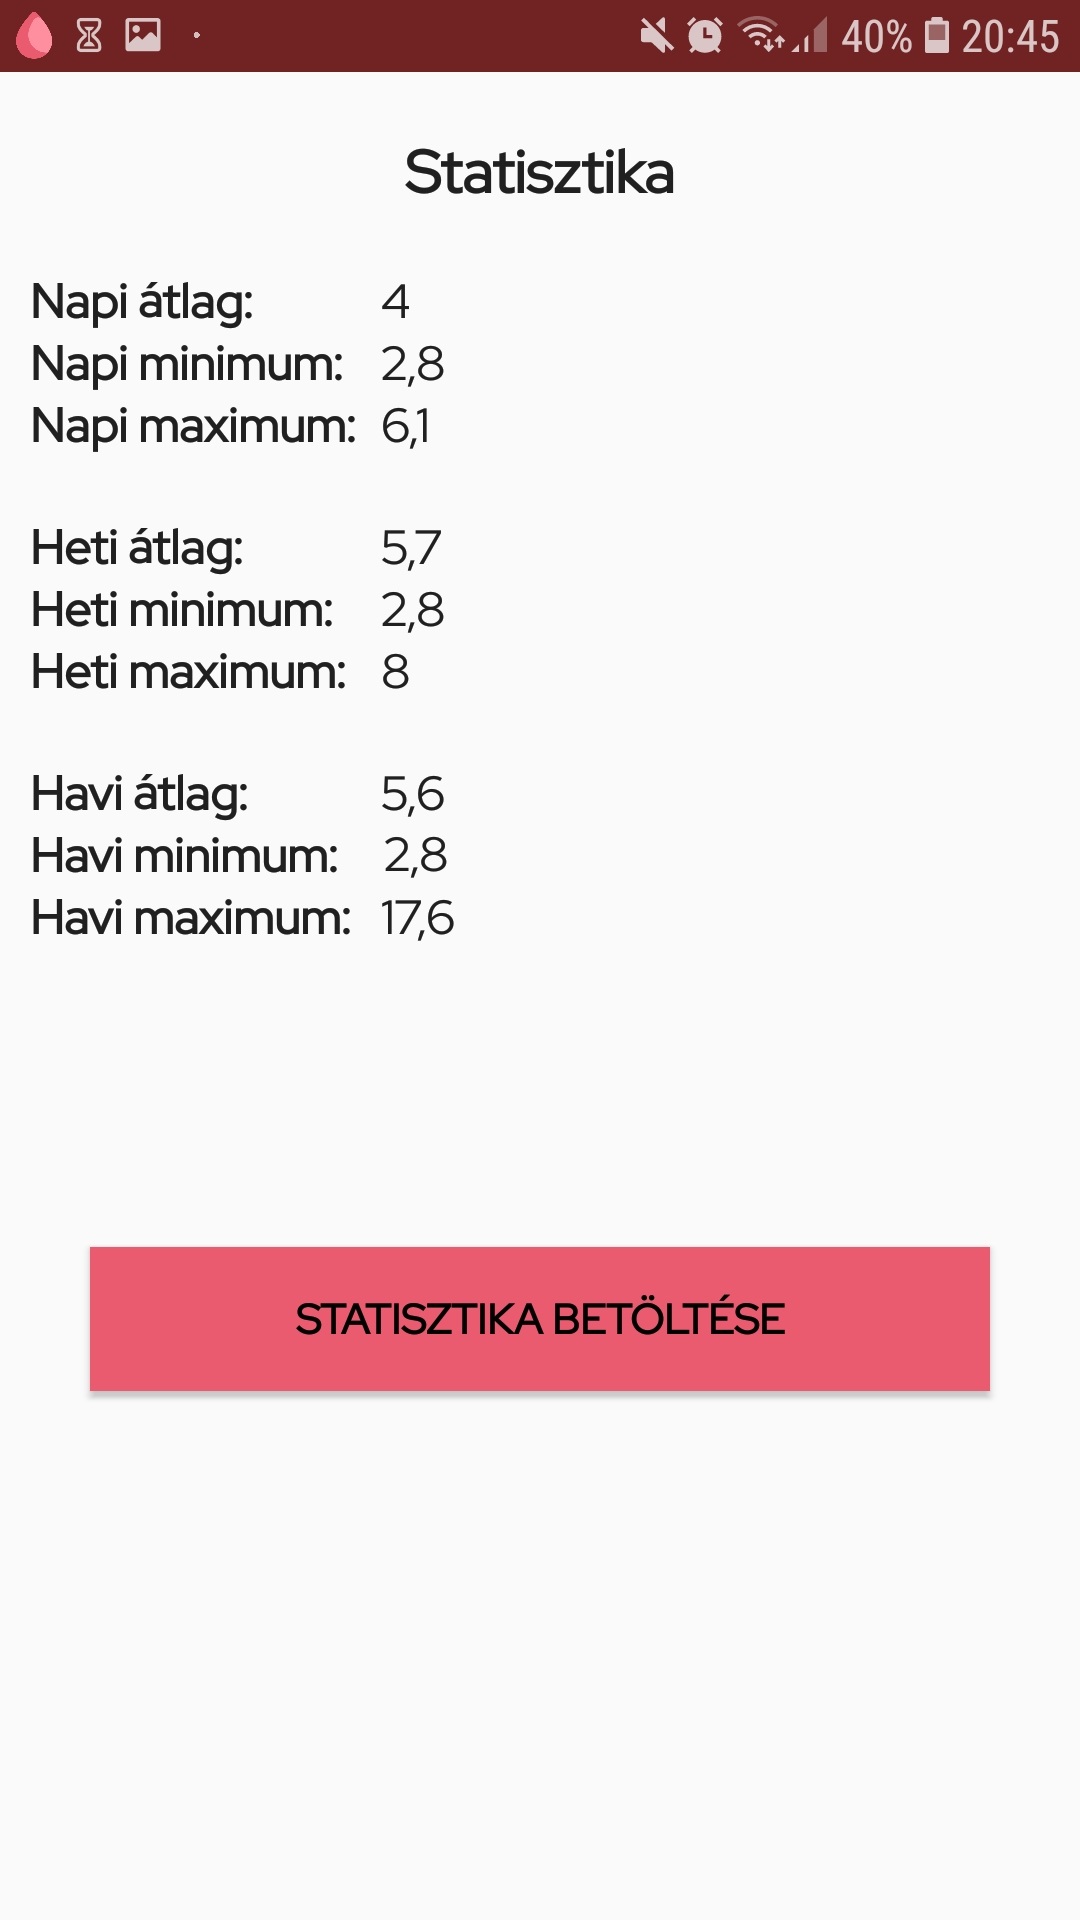 40% 20:45
Statisztika
Napi átlag: 4
Napi minimum: 2,8
Napi maximum: 6,1
Heti átlag: 5,7
Heti minimum: 2,8
Heti maximum: 8
Havi átlag: 5,6
Havi minimum: 2,8
Havi maximum: 17,6
STATISZTIKA BETÖLTÉSE